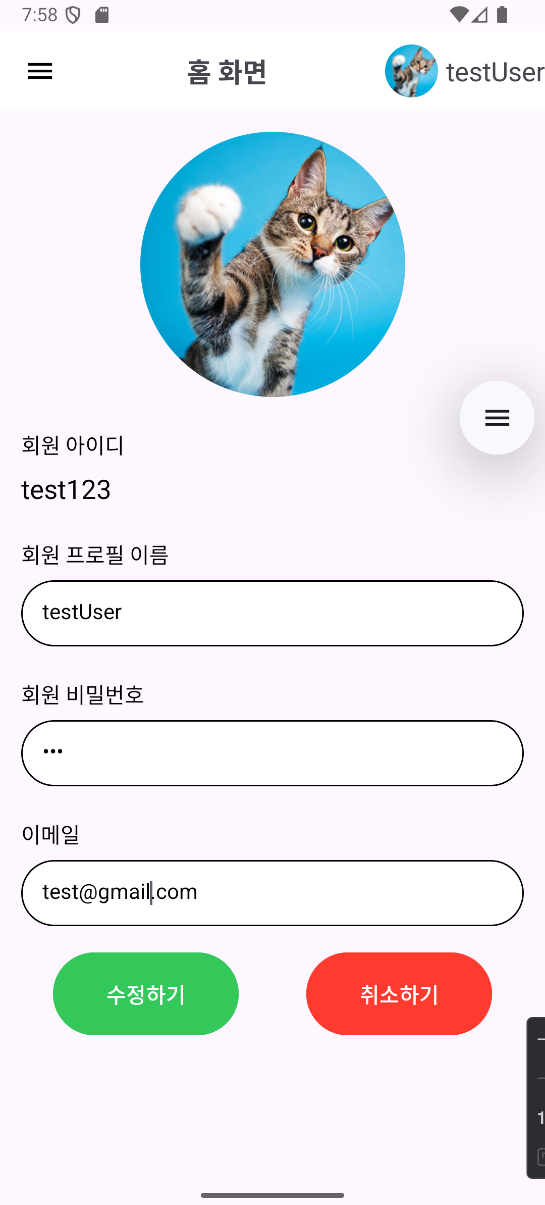 7:58
홈 화면
testUser
회원 아이디
test123
회원 프로필 이름
testUser
회원 비밀번호
•••
이메일
test@gmail.com
수정하기
취소하기